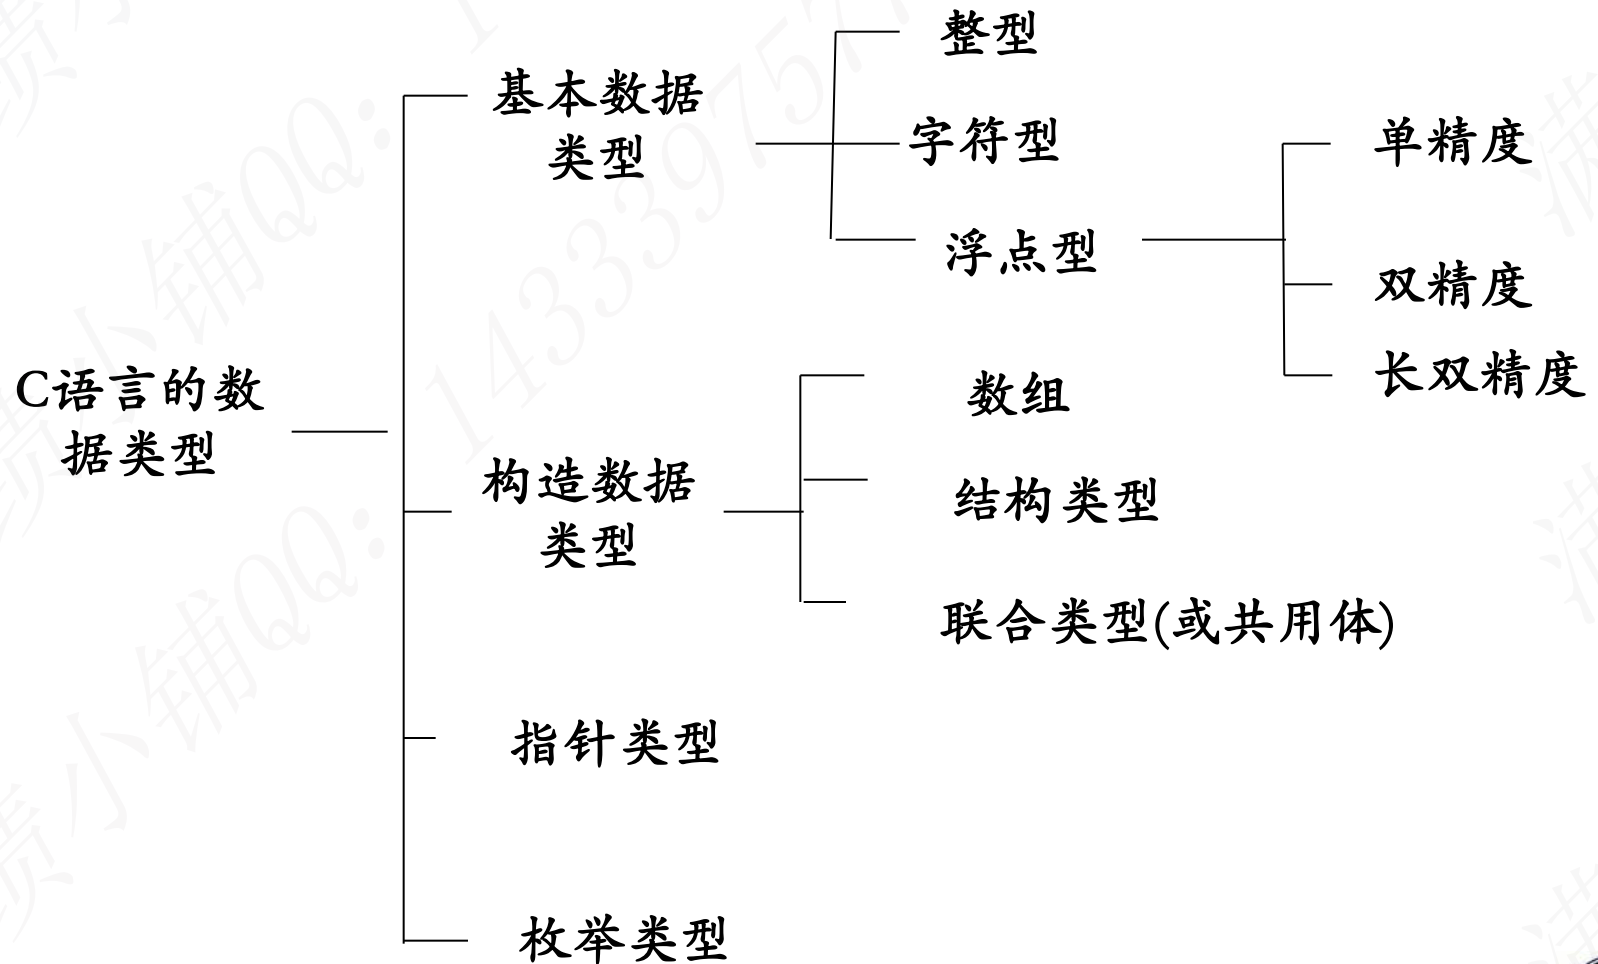 C语言的数
据类型
基本数据
类型
整型
字符型
浮点型
单精度
双精度
长双精度
构造数据
类型
数组
结构类型
联合类型(或共用体)
指针类型
枚举类型